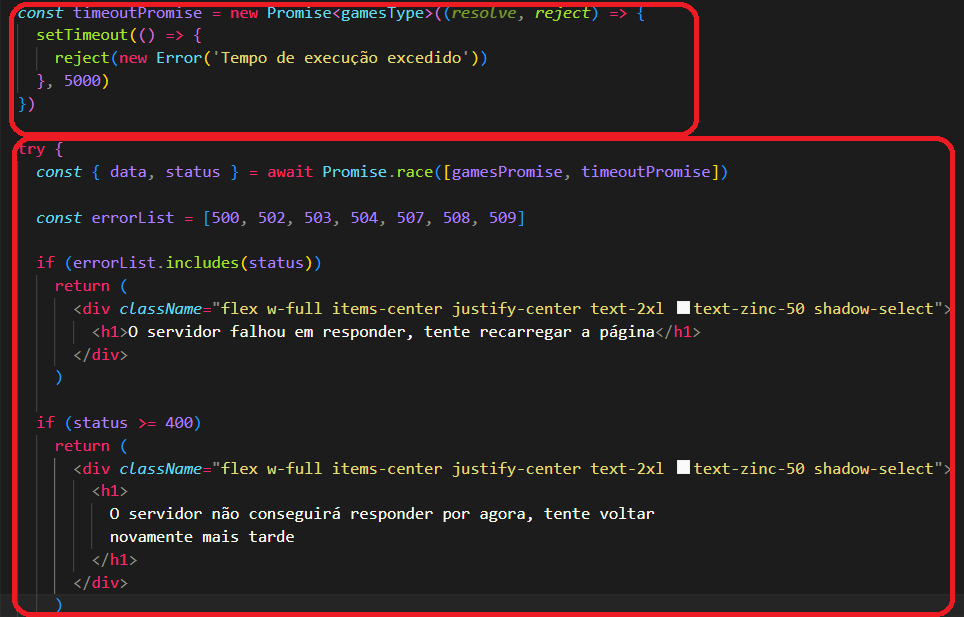 const timeoutPromise = new Promise<gamesType>((resolve, reject) => {
setTimeout(() => {
reject(new Error('Tempo de execução excedido'))
}, 5000)
})
try {
const { data, status } = await Promise.race([gamesPromise, timeoutPromise])
const errorList = [500, 502, 503, 504, 507, 508, 509]
if (errorList.includes(status))
return (
<div className="flex w-full items-center justify-center text-2xl text-zinc-50 shadow-select">
<h1>O servidor falhou em responder, tente recarregar a página</h1>
</div>
)
if (status >= 400)
return (
<div className="flex w-full items-center justify-center text-2xl text-zinc-50 shadow-select">
<h1>
O servidor não conseguirá responder por agora, tente voltar
novamente mais tarde
</h1>
</div>
)